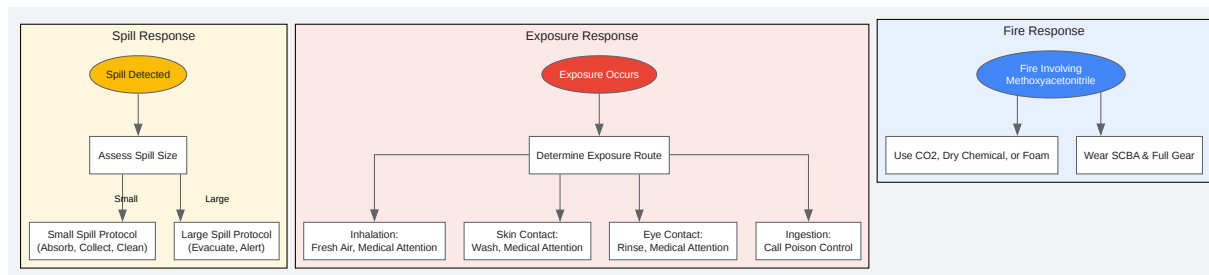 Spill Response
Spill Detected
Assess Spill Size
Small
Large
Small Spill Protocol
(Absorb, Collect, Clean)
Large Spill Protocol
(Evacuate, Alert)
Exposure Response
Exposure Occurs
Determine Exposure Route
Inhalation:
Fresh Air, Medical Attention
Skin Contact:
Wash, Medical Attention
Eye Contact:
Rinse, Medical Attention
Ingestion:
Call Poison Control
Fire Response
Fire Involving
Methoxyacetonitrile
Use CO2, Dry Chemical, or Foam
Wear SCBA & Full Gear